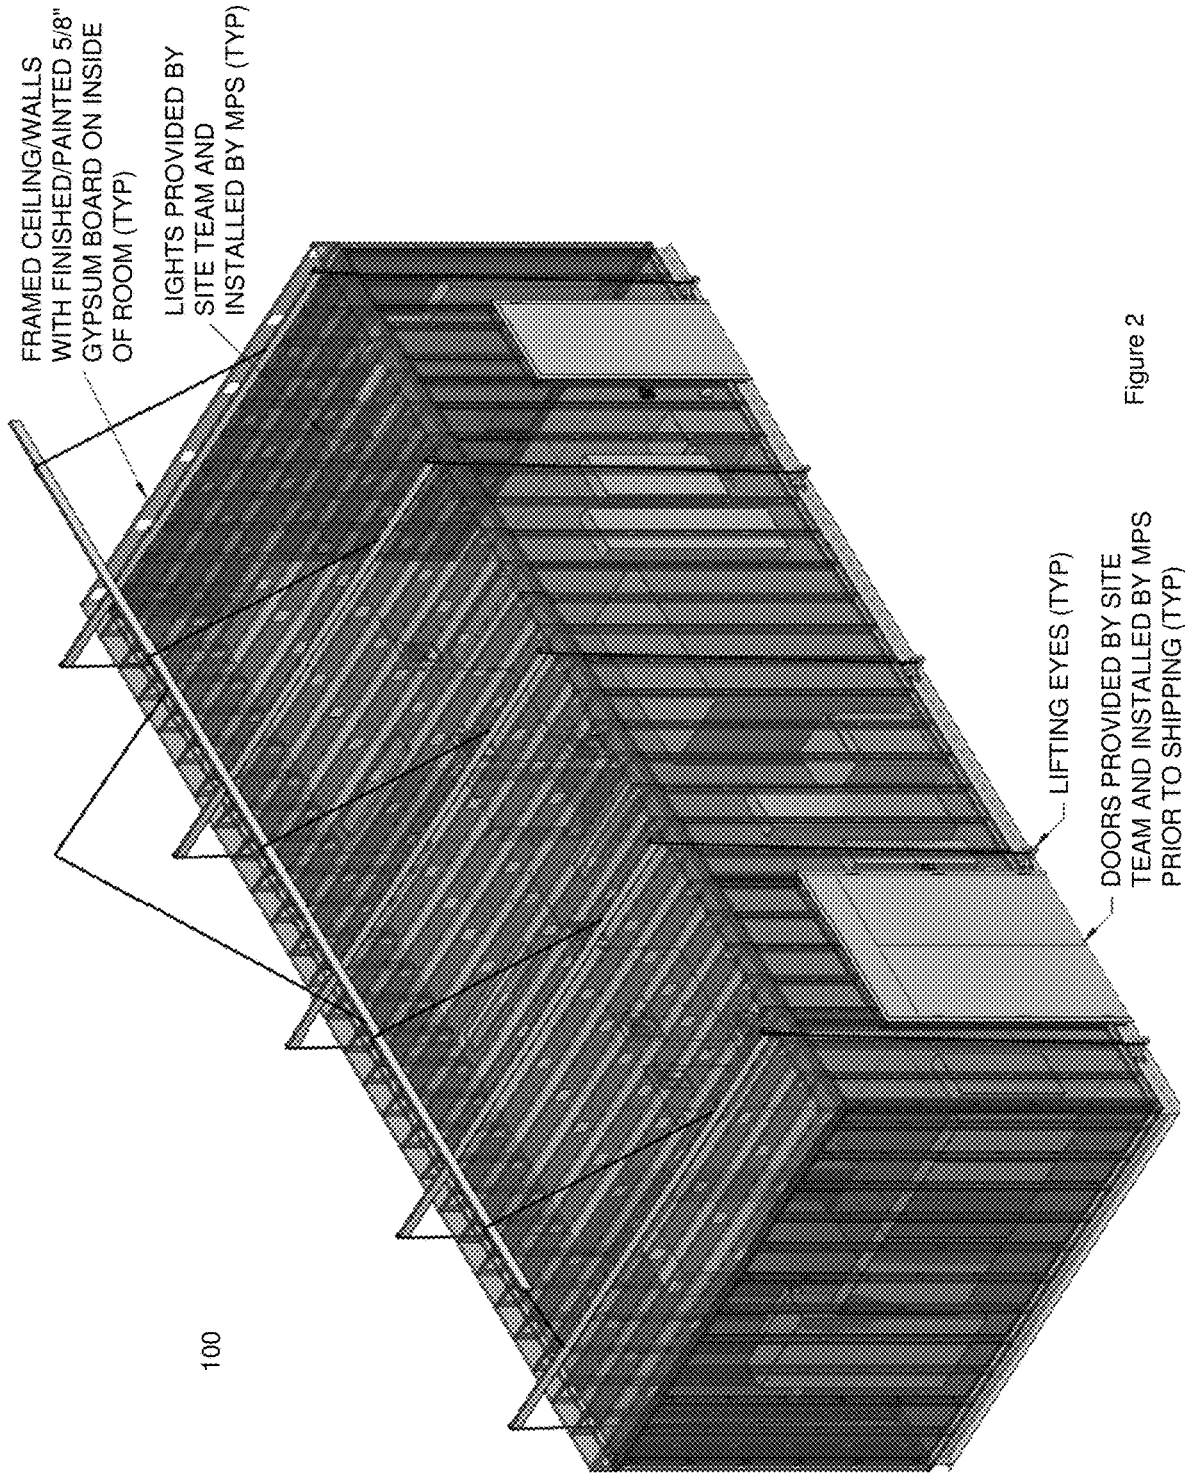 FRAMED CEILING/WALLS
WITH FINISHED/PAINTED 5/8"
GYPSUM BOARD ON INSIDE
OF ROOM (TYP)
LIGHTS PROVIDED BY
SITE TEAM AND
INSTALLED BY MPS (TYP)
100
LIFTING EYES (TYP)
DOORS PROVIDED BY SITE
TEAM AND INSTALLED BY MPS
PRIOR TO SHIPPING (TYP)
Figure 2